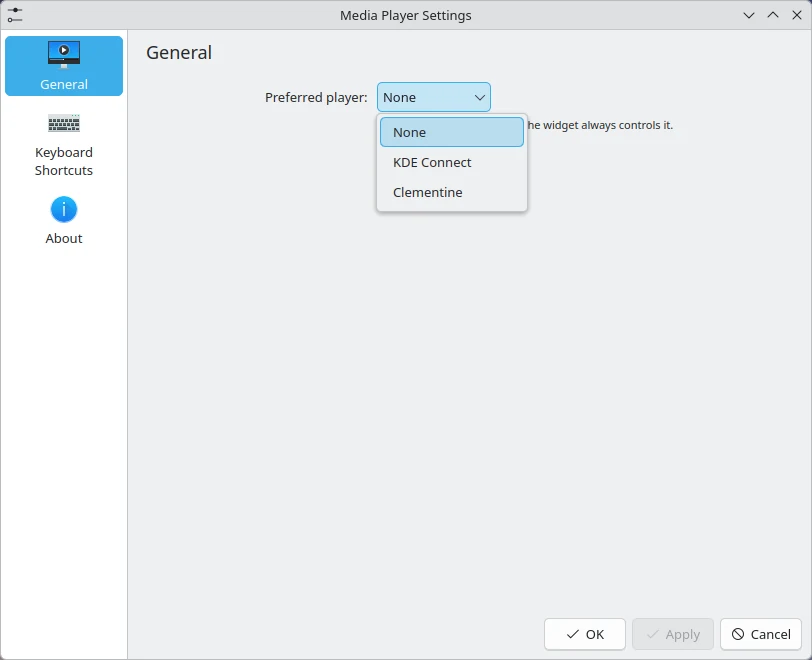 Media Player Settings
General
General
Preferred player:
None
he widget always controls it.
None
KDE Connect
Clementine
Keyboard
Shortcuts
About
OK
Apply
Cancel